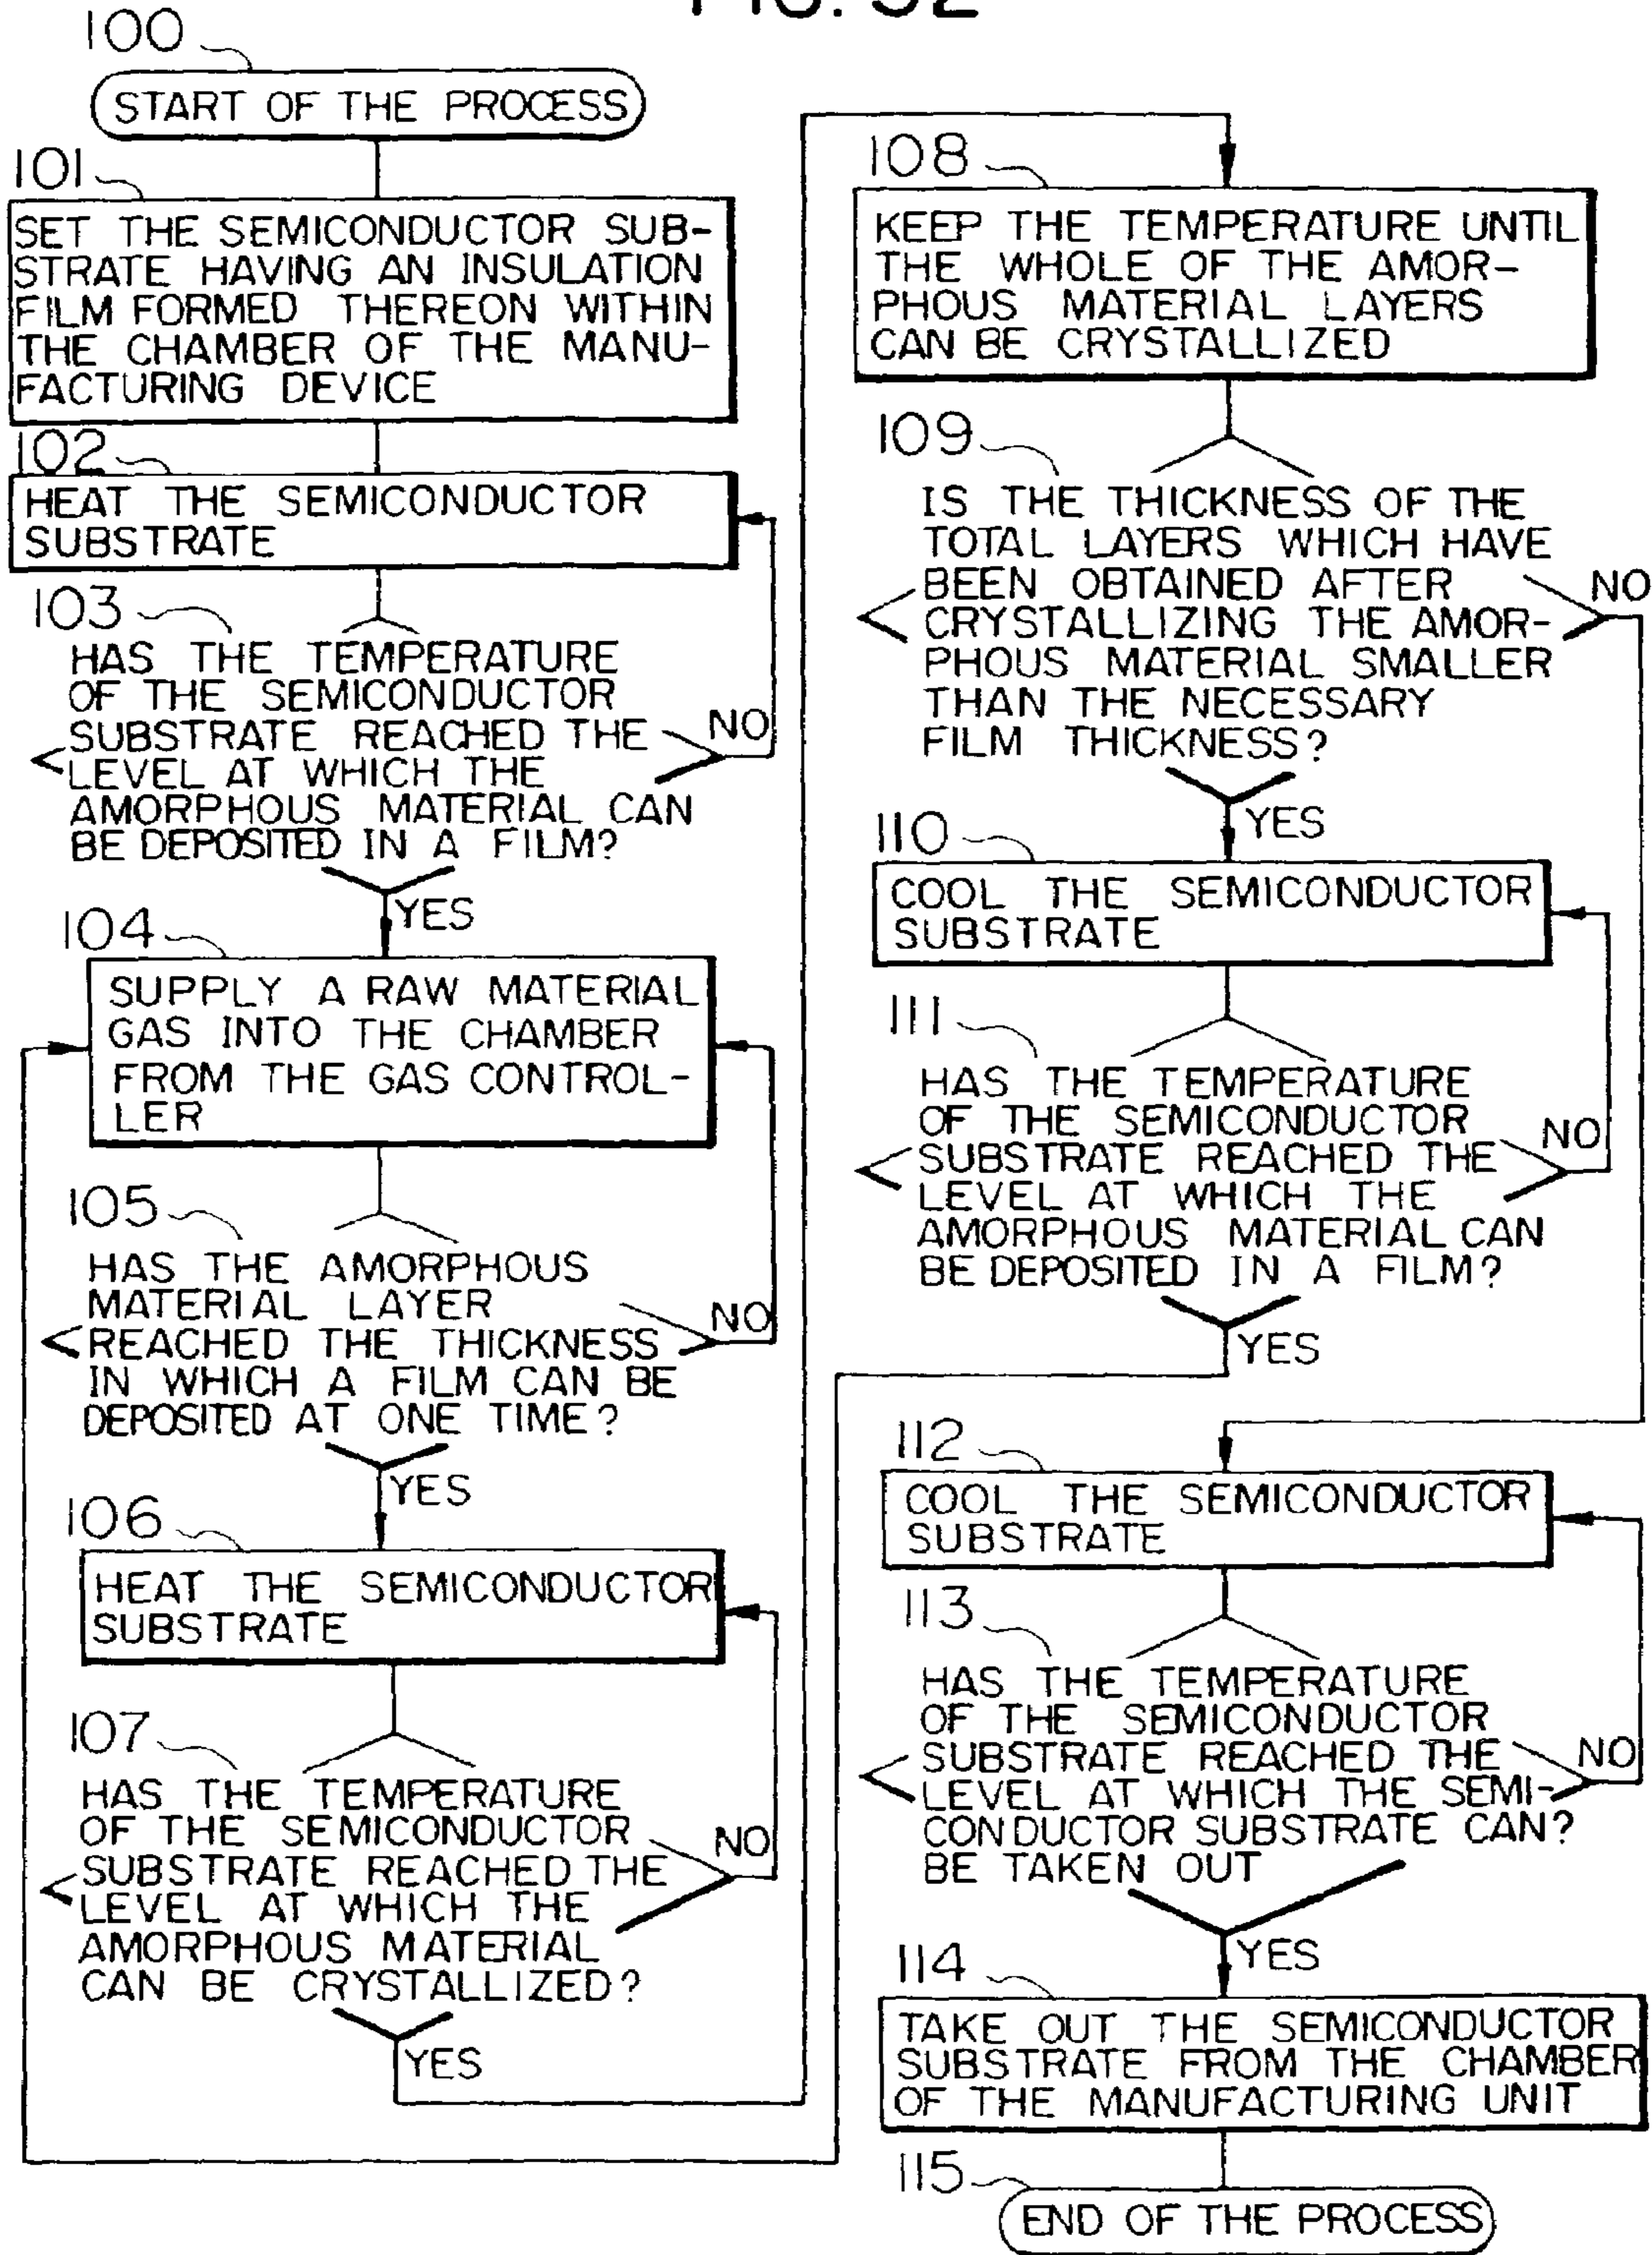 100
START OF THE PROCESS
101
SET THE SEMICONDUCTOR SUB-
STRATE HAVING AN INSULATION
FILM FORMED THEREON WITHIN
THE CHAMBER OF THE MANU-
FACTURING DEVICE
102
HEAT THE SEMICONDUCTOR
SUBSTRATE
103
HAS THE TEMPERATURE
OF THE SEMICONDUCTOR
SUBSTRATE REACHED THE
LEVEL AT WHICH THE
AMORPHOUS MATERIAL CAN
BE DEPOSITED IN A FILM?
NO
YES
104
SUPPLY A RAW MATERIAL
GAS INTO THE CHAMBER
FROM THE GAS CONTROL-
LER
105
HAS THE AMORPHOUS
MATERIAL LAYER
REACHED THE THICKNESS
IN WHICH A FILM CAN BE
DEPOSITED AT ONE TIME?
NO
YES
106
HEAT THE SEMICONDUCTOR
SUBSTRATE
107
HAS THE TEMPERATURE
OF THE SEMICONDUCTOR
SUBSTRATE REACHED THE
LEVEL AT WHICH THE
AMORPHOUS MATERIAL
CAN BE CRYSTALLIZED?
NO
YES
108
KEEP THE TEMPERATURE UNTIL
THE WHOLE OF THE AMOR-
PHOUS MATERIAL LAYERS
CAN BE CRYSTALLIZED
109
IS THE THICKNESS OF THE
TOTAL LAYERS WHICH HAVE
BEEN OBTAINED AFTER
CRYSTALLIZING THE AMOR-
PHOUS MATERIAL SMALLER
THAN THE NECESSARY
FILM THICKNESS?
NO
YES
110
COOL THE SEMICONDUCTOR
SUBSTRATE
111
HAS THE TEMPERATURE
OF THE SEMICONDUCTOR
SUBSTRATE REACHED THE
LEVEL AT WHICH THE
AMORPHOUS MATERIAL CAN
BE DEPOSITED IN A FILM?
NO
YES
112
COOL THE SEMICONDUCTOR
SUBSTRATE
113
HAS THE TEMPERATURE
OF THE SEMICONDUCTOR
SUBSTRATE REACHED THE
LEVEL AT WHICH THE SEMI-
CONDUCTOR SUBSTRATE CAN?
BE TAKEN OUT
NO
YES
114
TAKE OUT THE SEMICONDUCTOR
SUBSTRATE FROM THE CHAMBER
OF THE MANUFACTURING UNIT
115
END OF THE PROCESS